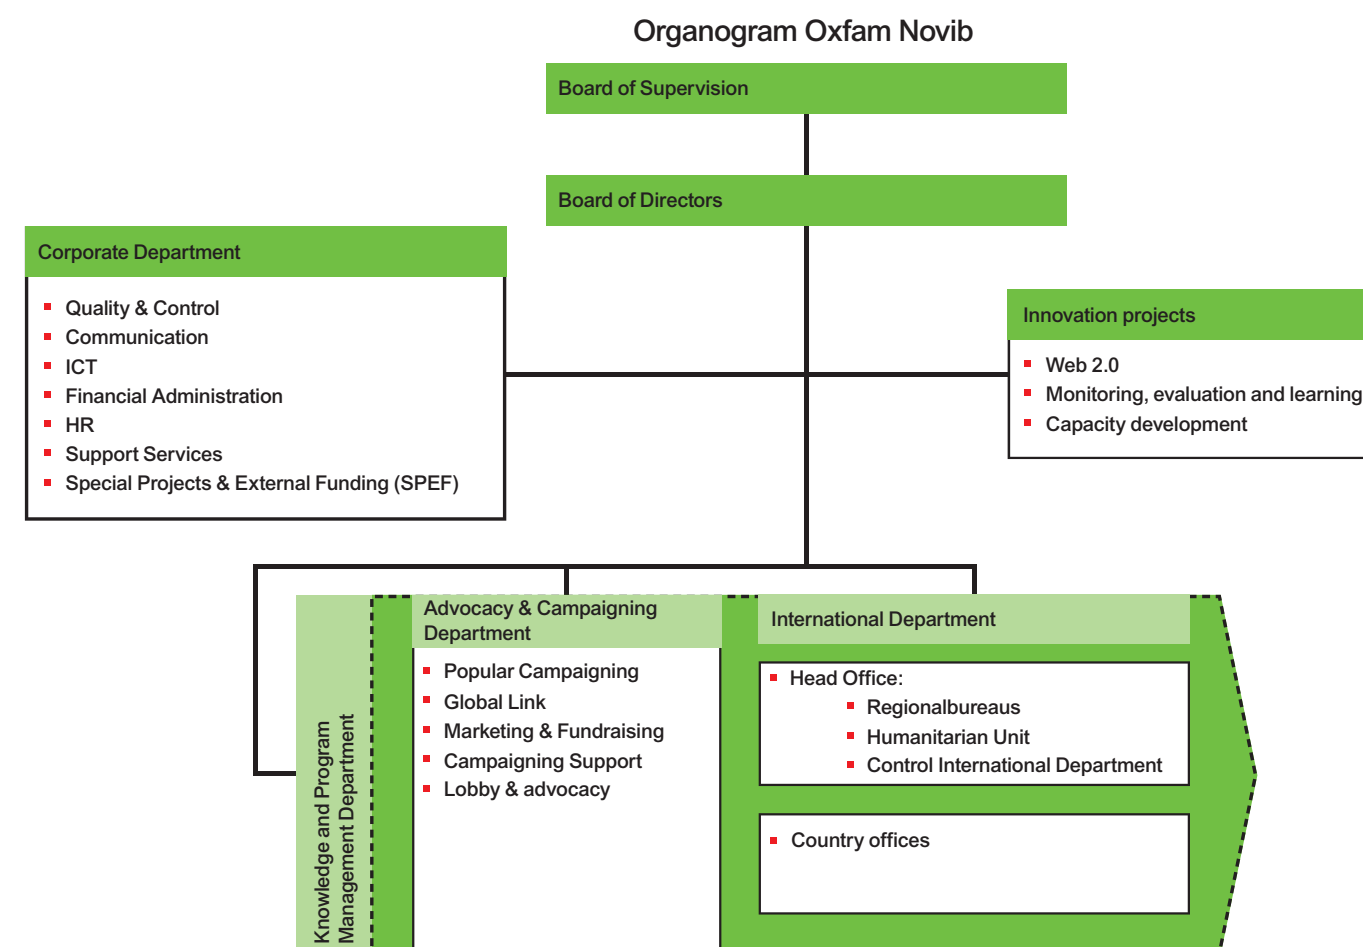 Organogram Oxfam Novib
Board of Supervision
Board of Directors
Corporate Department
Quality & Control
Communication
ICT
Financial Administration
HR
Support Services
Special Projects & External Funding (SPEF)
Innovation projects
Web 2.0
Monitoring, evaluation and learning
Capacity development
Knowledge and Program
Management Department
Advocacy & Campaigning
Department
Popular Campaigning
Global Link
Marketing & Fundraising
Campaigning Support
Lobby & advocacy
International Department
Head Office:
Regionalbureaus
Humanitarian Unit
Control International Department
Country offices